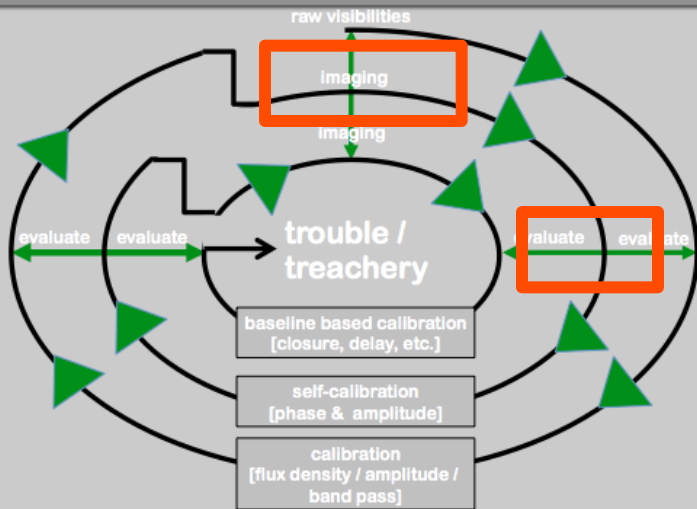 raw visibilities
imaging
imaging
evaluate evaluate evaluate evaluate
trouble /
treachery
baseline based calibration
[closure, delay, etc.]
self-calibration
[phase & amplitude]
calibration
[flux density / amplitude /
band pass]